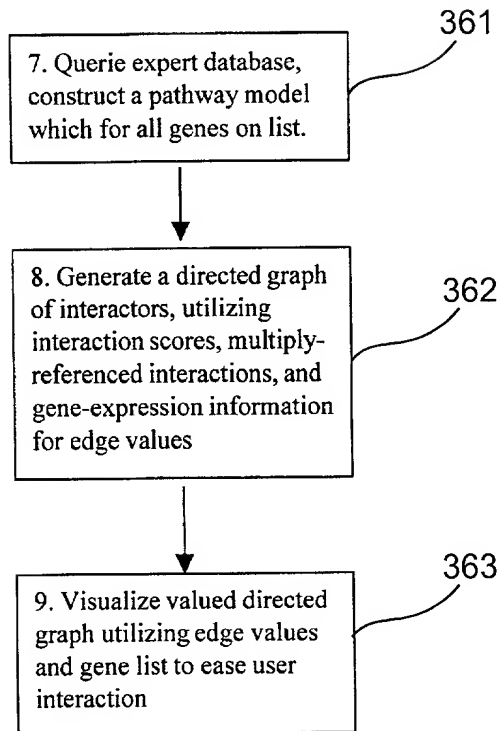 361
7. Querie expert database,
construct a pathway model
which for all genes on list.
362
8. Generate a directed graph
of interactors, utilizing
interaction scores, multiply-
referenced interactions, and
gene-expression information
for edge values
363
9. Visualize valued directed
graph utilizing edge values
and gene list to ease user
interaction